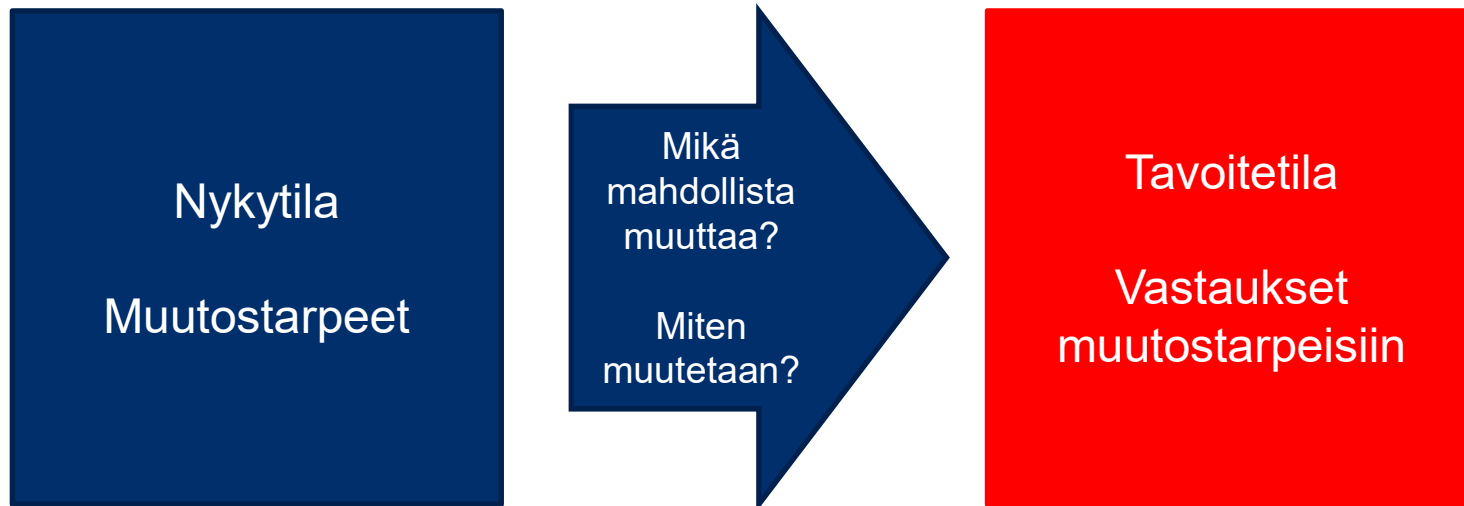 Nykytila
Muutostarpeet
Mikä
mahdollista
muuttaa?
Miten
muutetaan?
Tavoitetila
Vastaukset
muutostarpeisiin